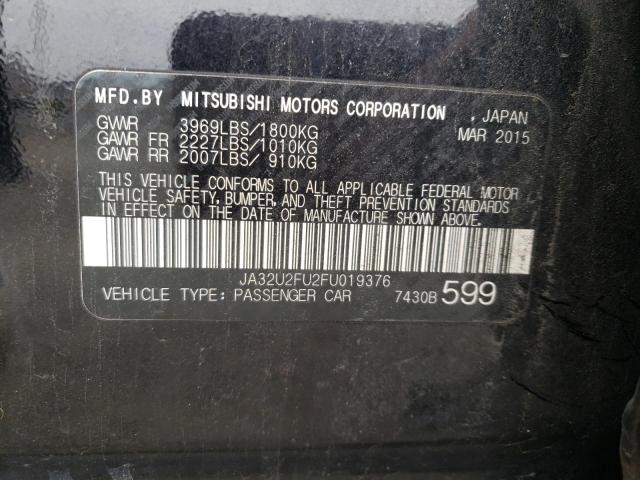 MFD.BY MITSUBISHI MOTORS CORPORATION , JAPAN
GVWR 3969LBS/1800KG MAR 2015
GAWR FR 2227LBS/1010KG
GAWR RR 2007LBS/ 910KG
THIS VEHICLE CONFORMS TO ALL APPLICABLE FEDERAL MOTOR
VEHICLE SAFETY, BUMPER, AND THEFT PREVENTION STANDARDS
IN EFFECT ON THE DATE OF MANUFACTURE SHOWN ABOVE.
JA32U2FU2FU019376
VEHICLE TYPE: PASSENGER CAR 7430B 599